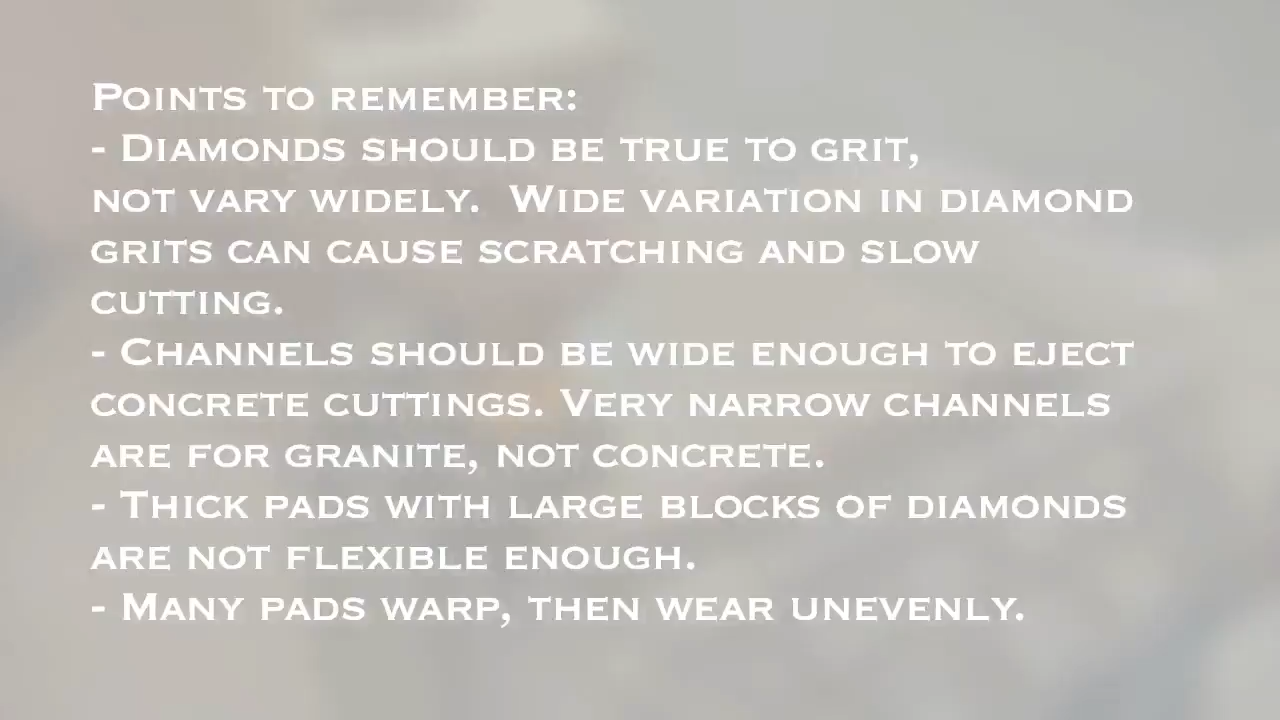 Points to remember:
- Diamonds should be true to grit,
not vary widely.  Wide variation in diamond
grits can cause scratching and slow
cutting.
- Channels should be wide enough to eject
concrete cuttings. Very narrow channels
are for granite, not concrete.
- Thick pads with large blocks of diamonds
are not flexible enough.
- Many pads warp, then wear unevenly.